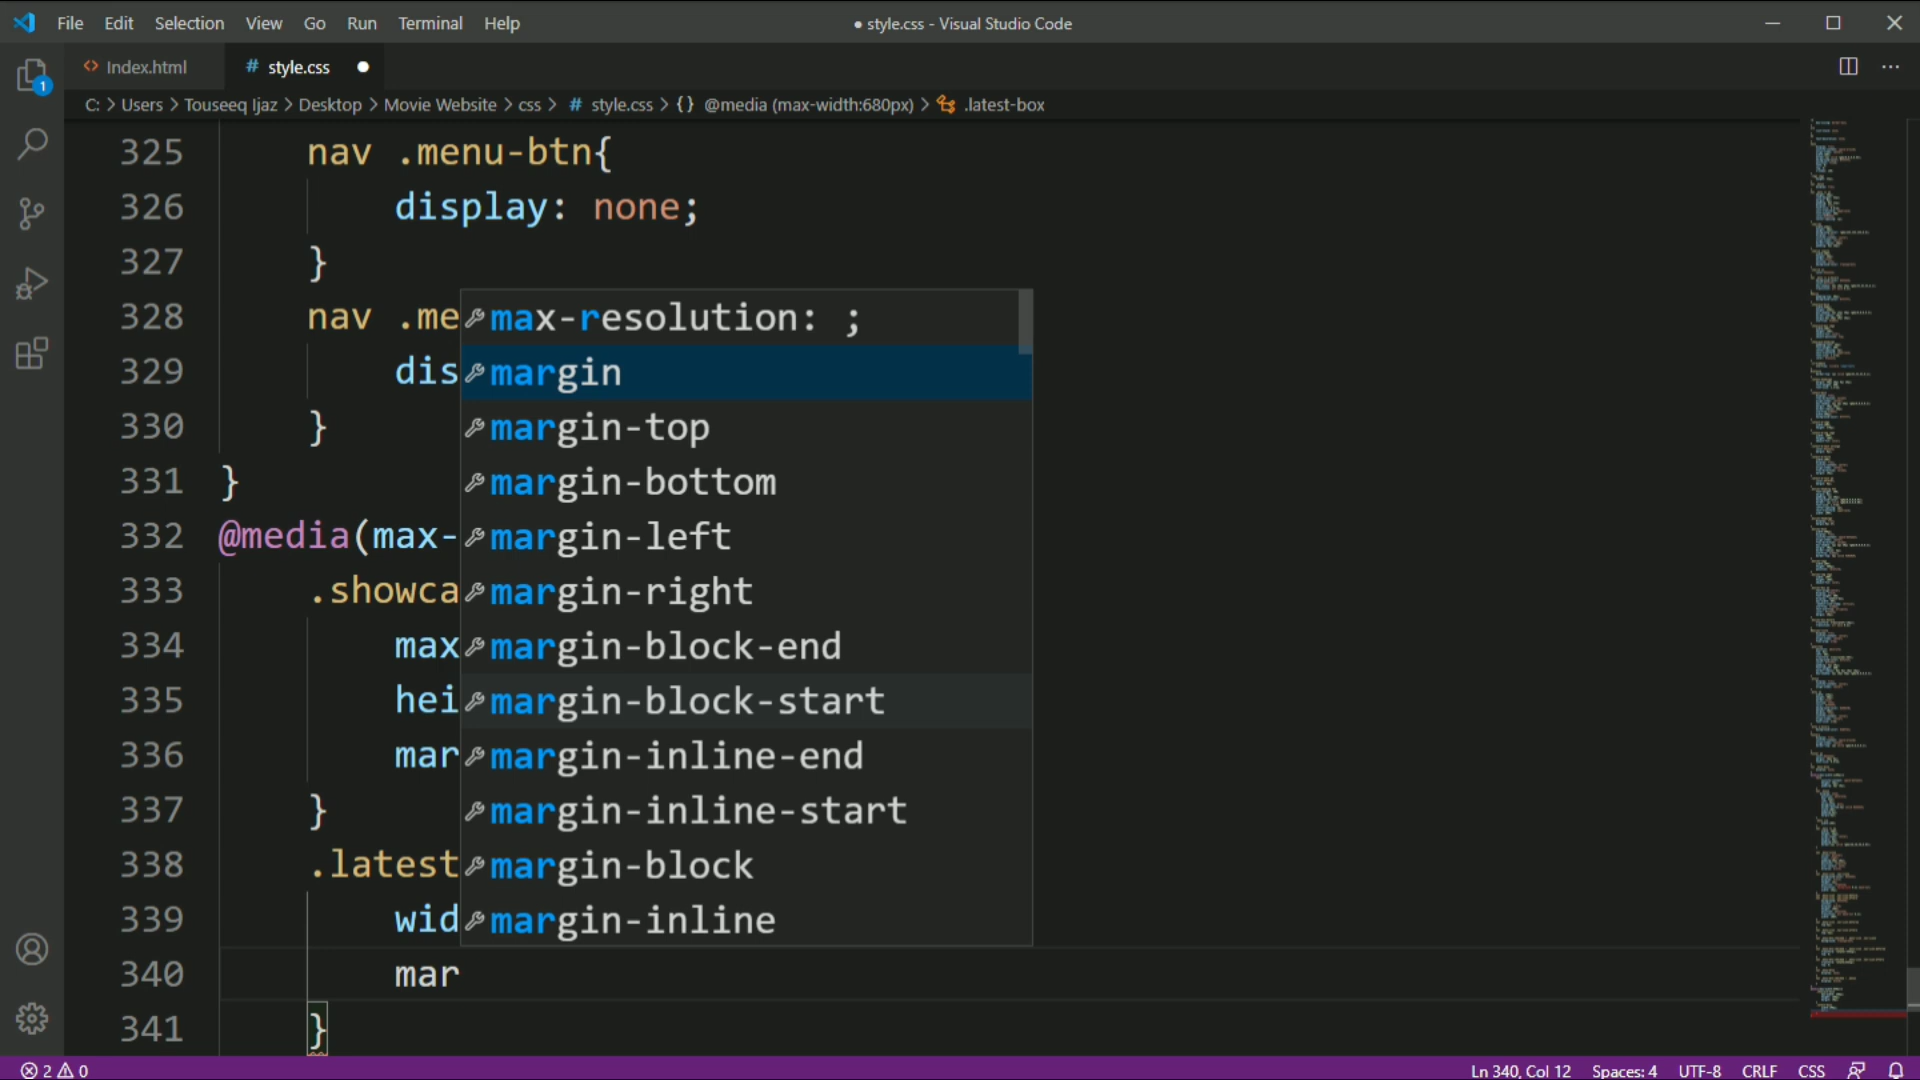 File Edit Selection View Go Run Terminal Help
● style.css - Visual Studio Code
<> Index.html
# style.css ●
C: > Users > Touseeq Ijaz > Desktop > Movie Website > css > # style.css > {} @media (max-width:680px) > .latest-box
1
325 nav .menu-btn{
326 display: none;
327 }
328 nav .me
329 dis
330 }
331 }
332 @media(max-
333 .showca
334 max
335 hei
336 mar
337 }
338 .latest
339 wid
340 mar
341 }
max-resolution: ;
margin
margin-top
margin-bottom
margin-left
margin-right
margin-block-end
margin-block-start
margin-inline-end
margin-inline-start
margin-block
margin-inline
2 0
Ln 340, Col 12 Spaces: 4 UTF-8 CRLF CSS